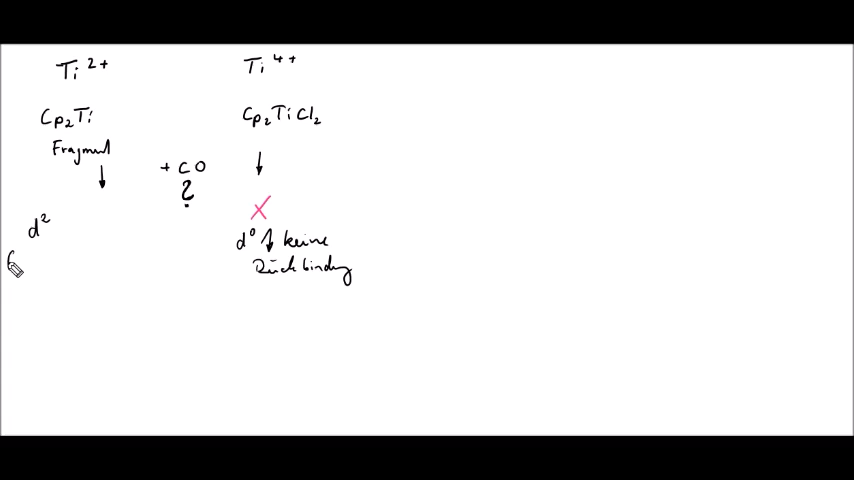 Ti 2+
Ti 4+
Cp2Ti
Cp2TiCl2
Fragment
+ CO
?
d2
d0 keine
Rückbindung